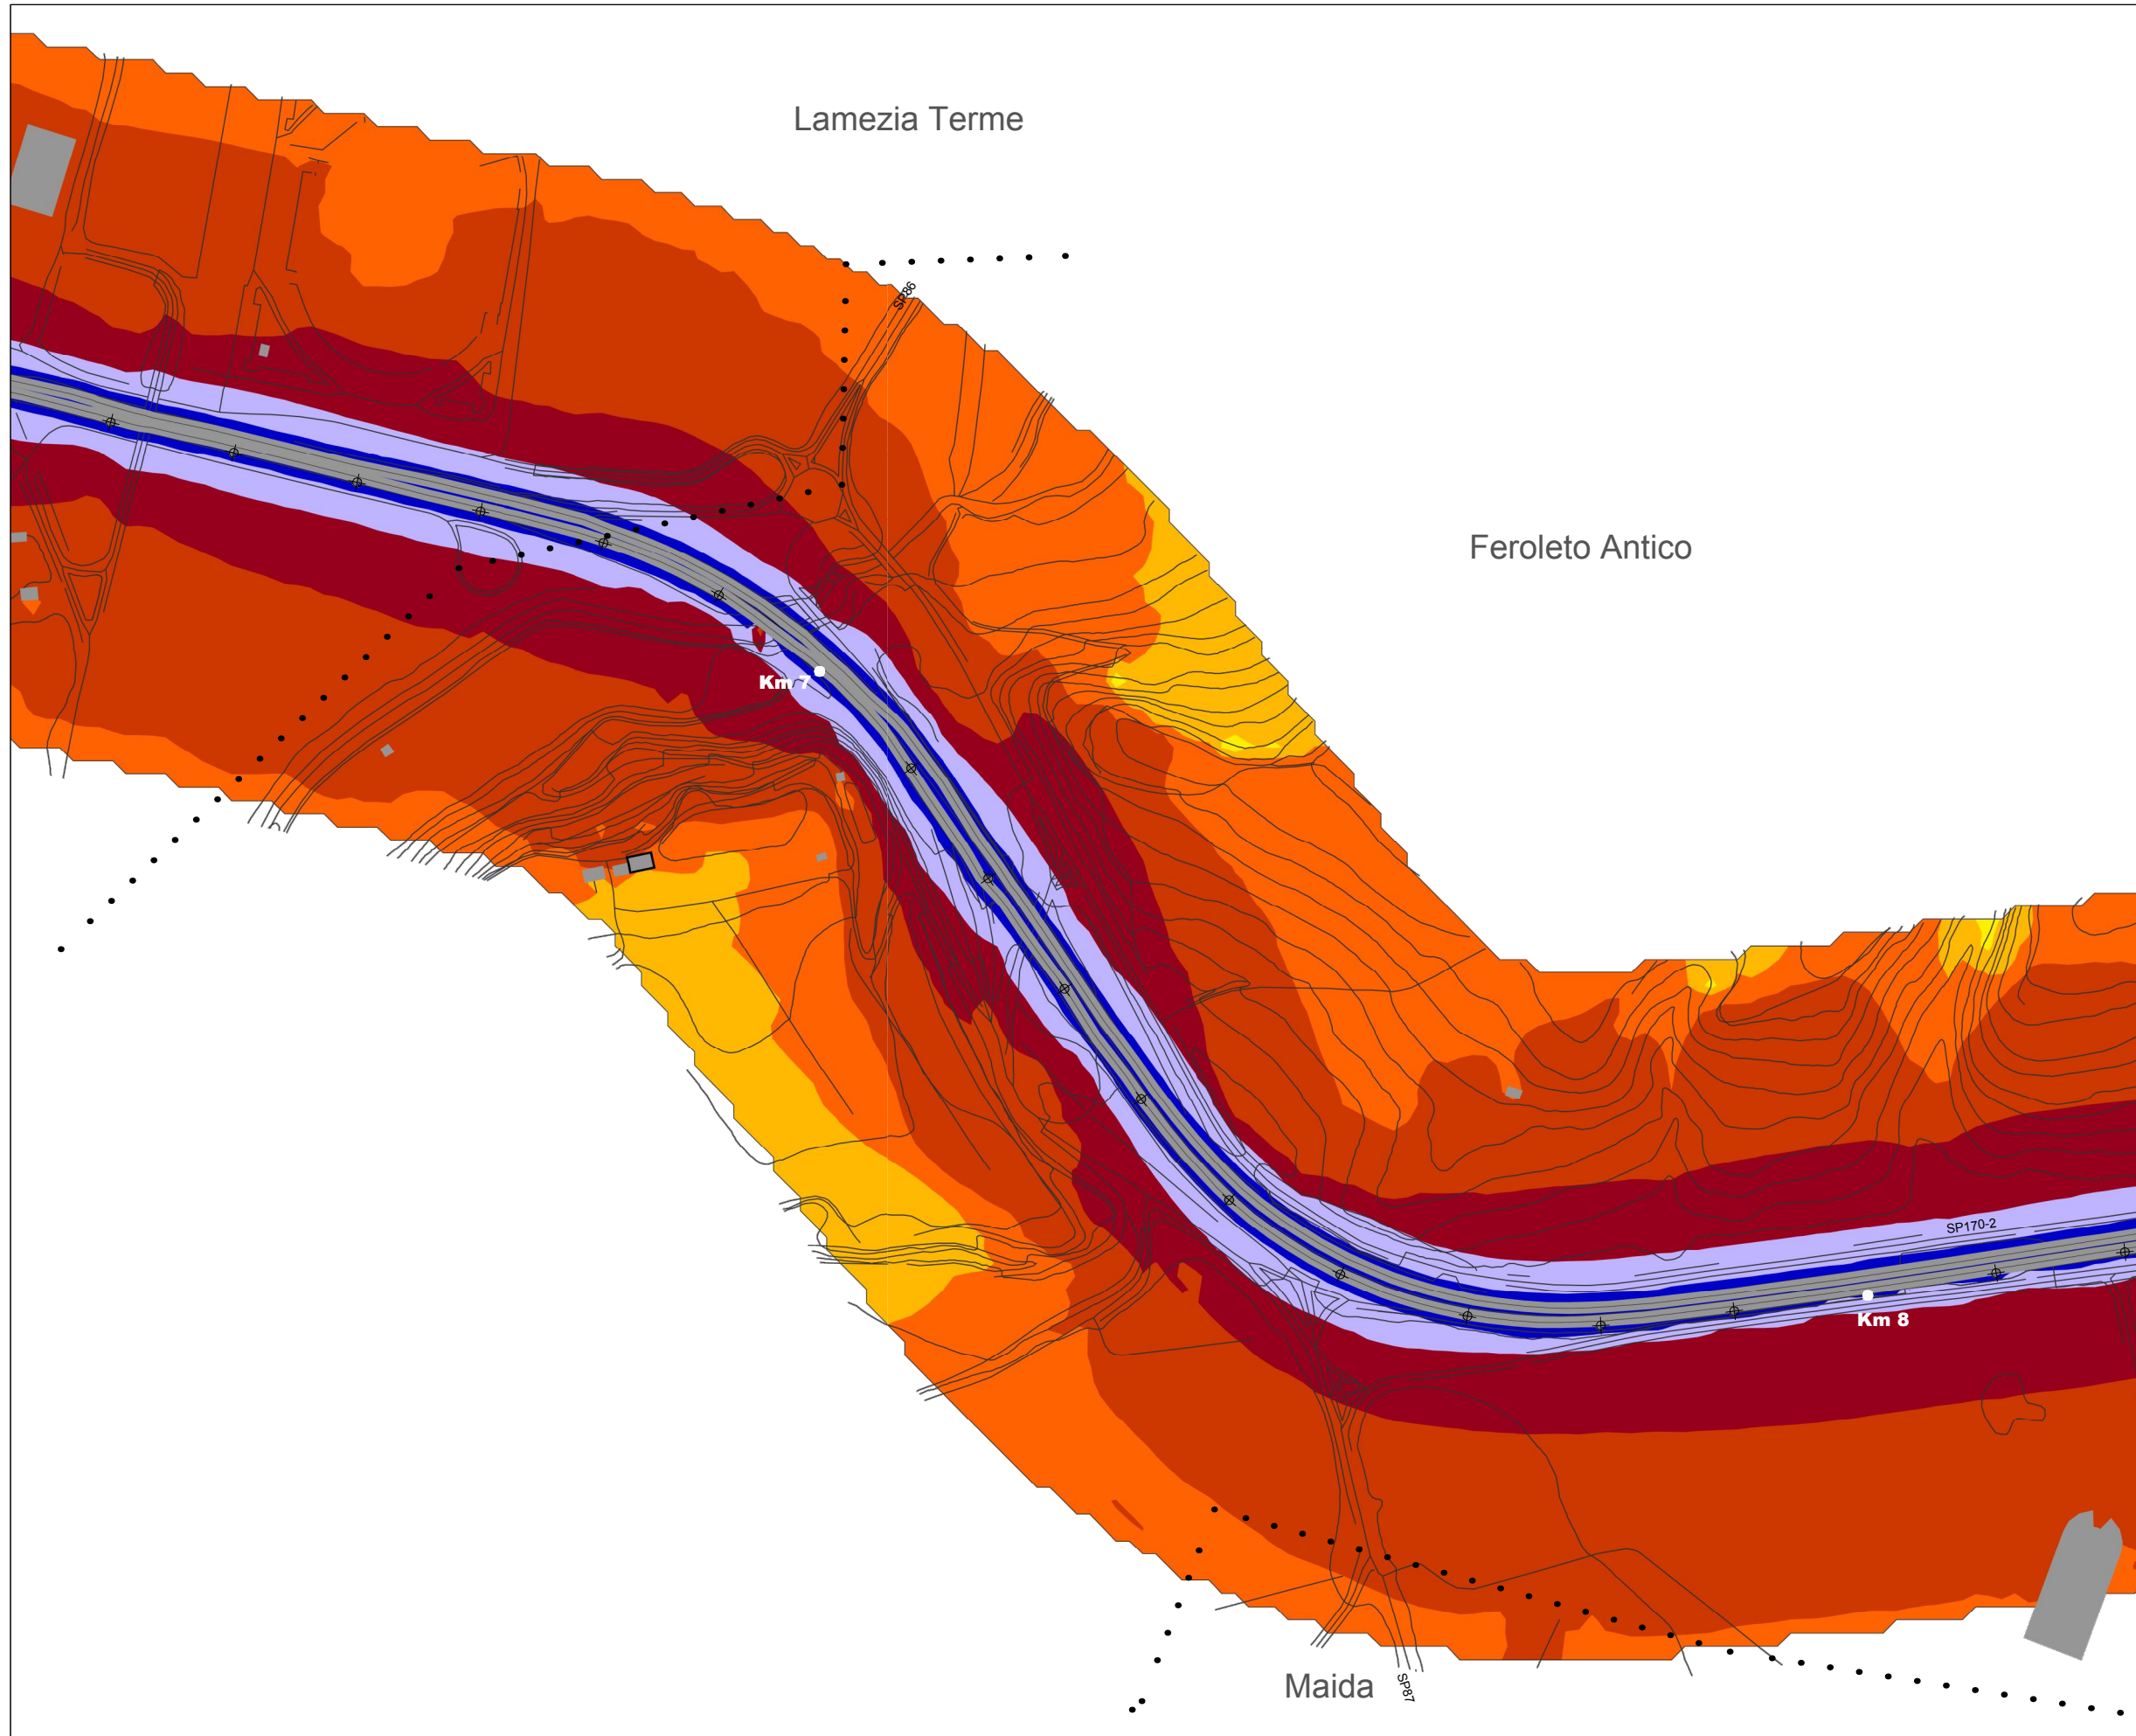 Lamezia Terme
SP86
Feroleto Antico
Km 7
SP170-2
Km 8
Maida
SP87